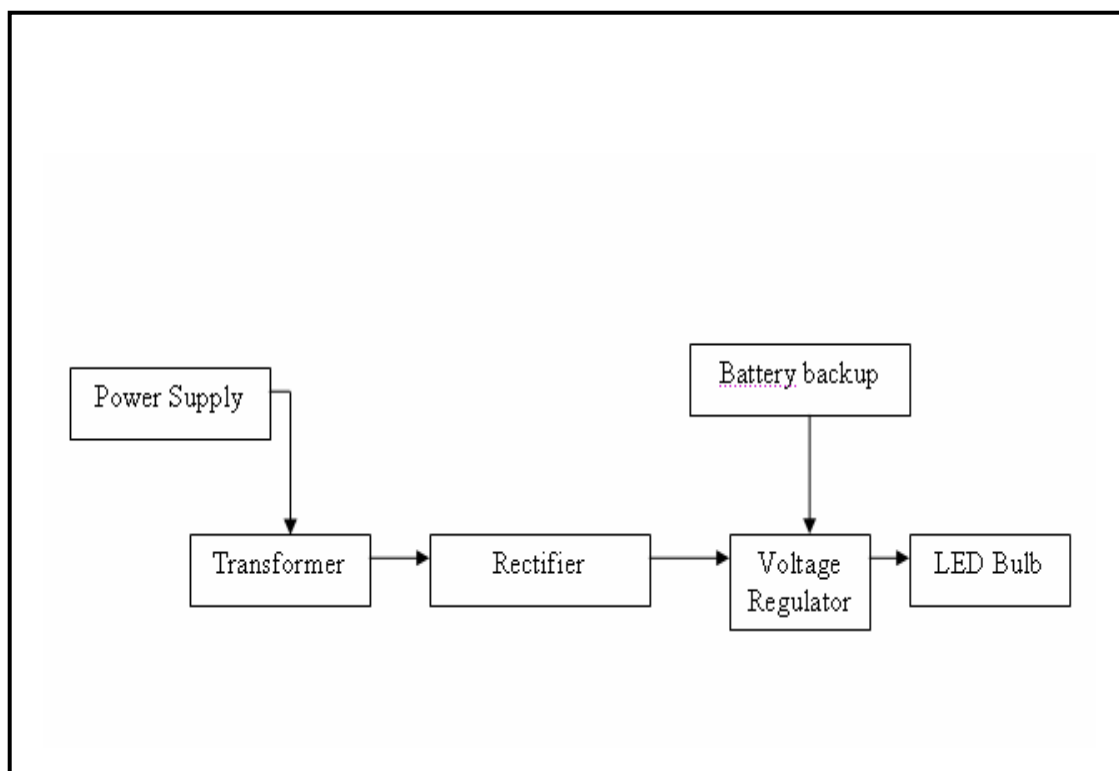 Power Supply
Battery backup
Transformer
Rectifier
Voltage
Regulator
LED Bulb